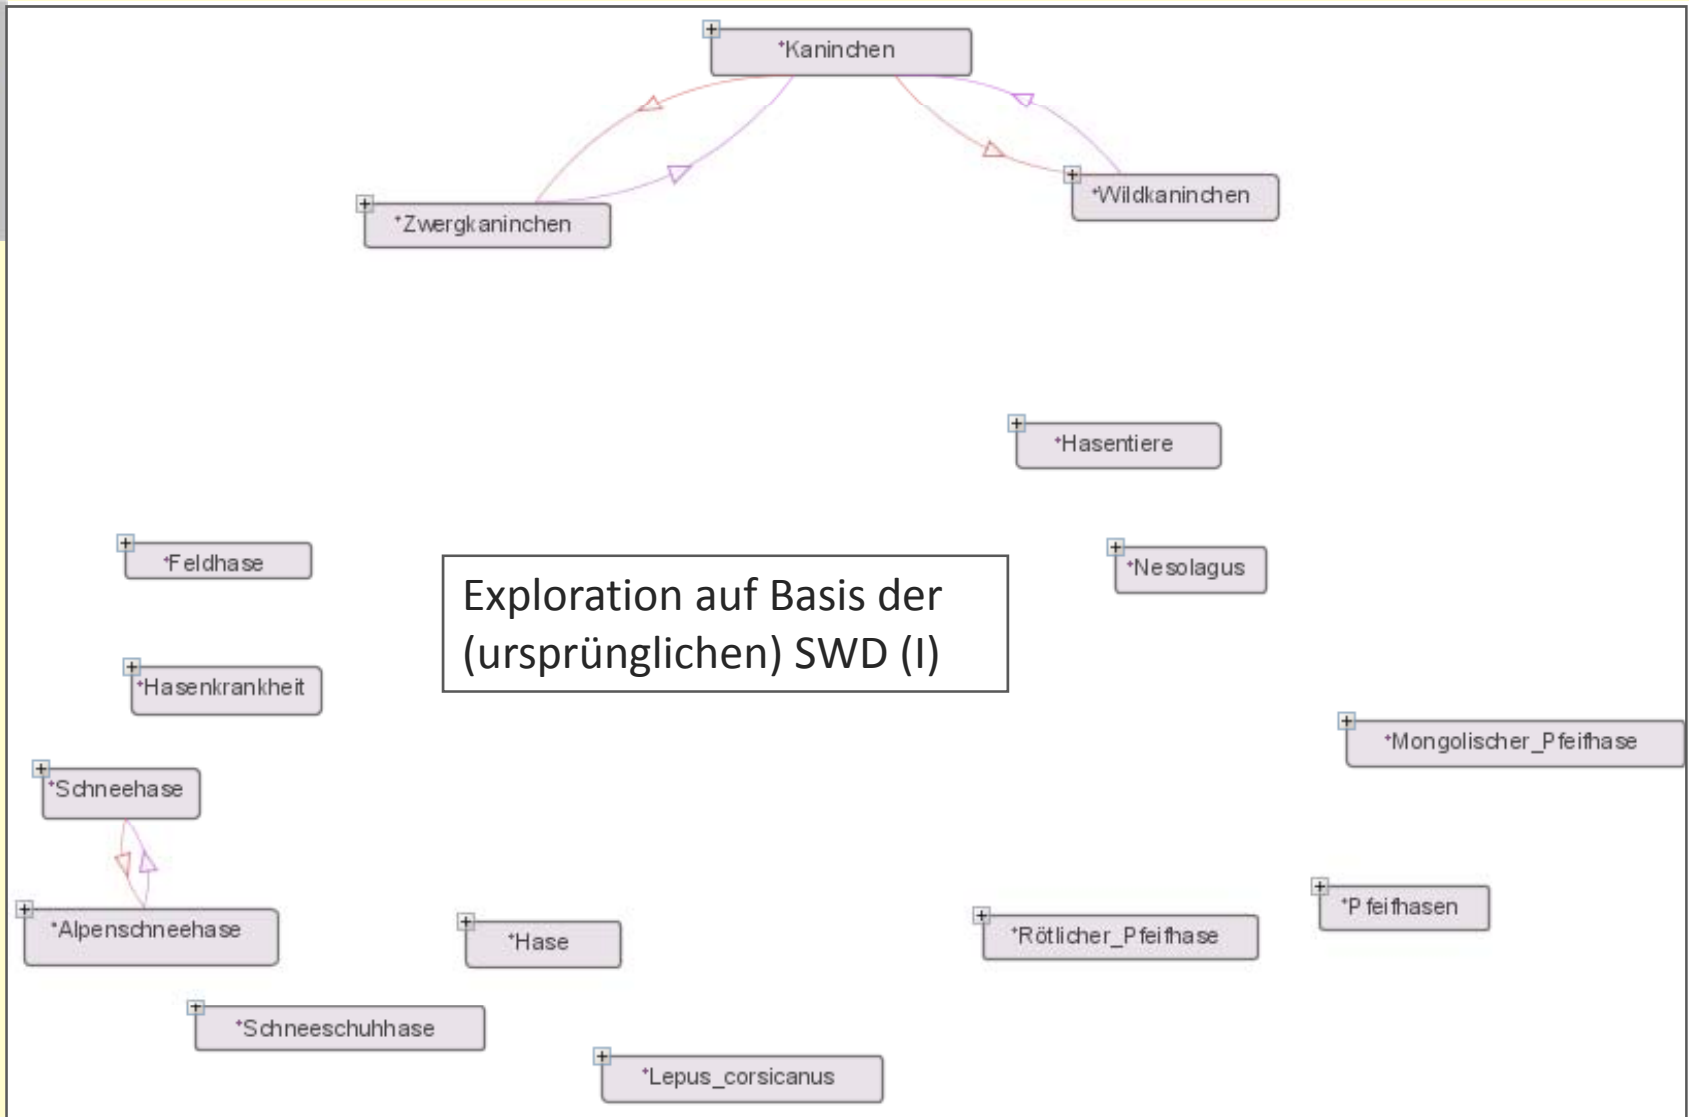 *Kaninchen
*Wildkaninchen
*Zwergkaninchen
*Hasentiere
*Feldhase
*Nesolagus
Exploration auf Basis der
(ursprünglichen) SWD (I)
*Hasenkrankheit
*Mongolischer_Pfeifhase
*Schneehase
*Pfeifhasen
*Alpenschneehase
*Hase
*Rötlicher_Pfeifhase
*Schneeschuhhase
*Lepus_corsicanus